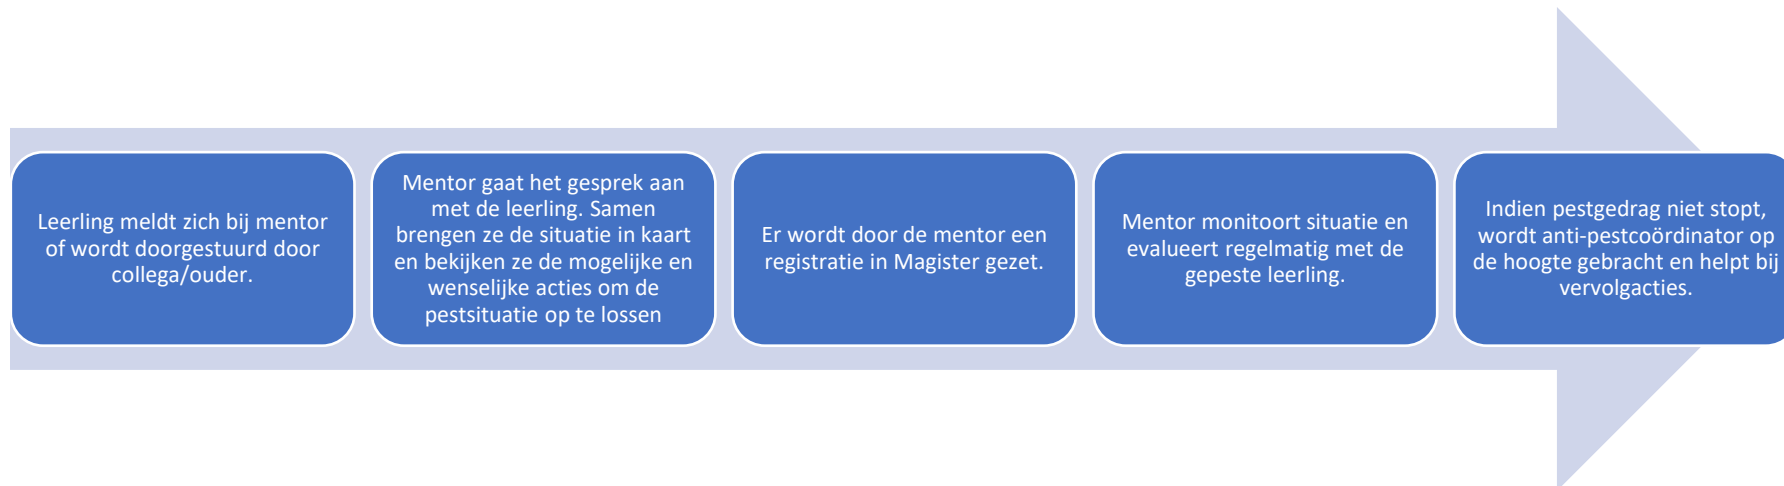 Leerling meldt zich bij mentor
of wordt doorgestuurd door
collega/ouder.
Mentor gaat het gesprek aan
met de leerling. Samen
brengen ze de situatie in kaart
en bekijken ze de mogelijke en
wenselijke acties om de
pestsituatie op te lossen
Er wordt door de mentor een
registratie in Magister gezet.
Mentor monitoort situatie en
evalueert regelmatig met de
gepeste leerling.
Indien pestgedrag niet stopt,
wordt anti-pestcoördinator op
de hoogte gebracht en helpt bij
vervolgacties.